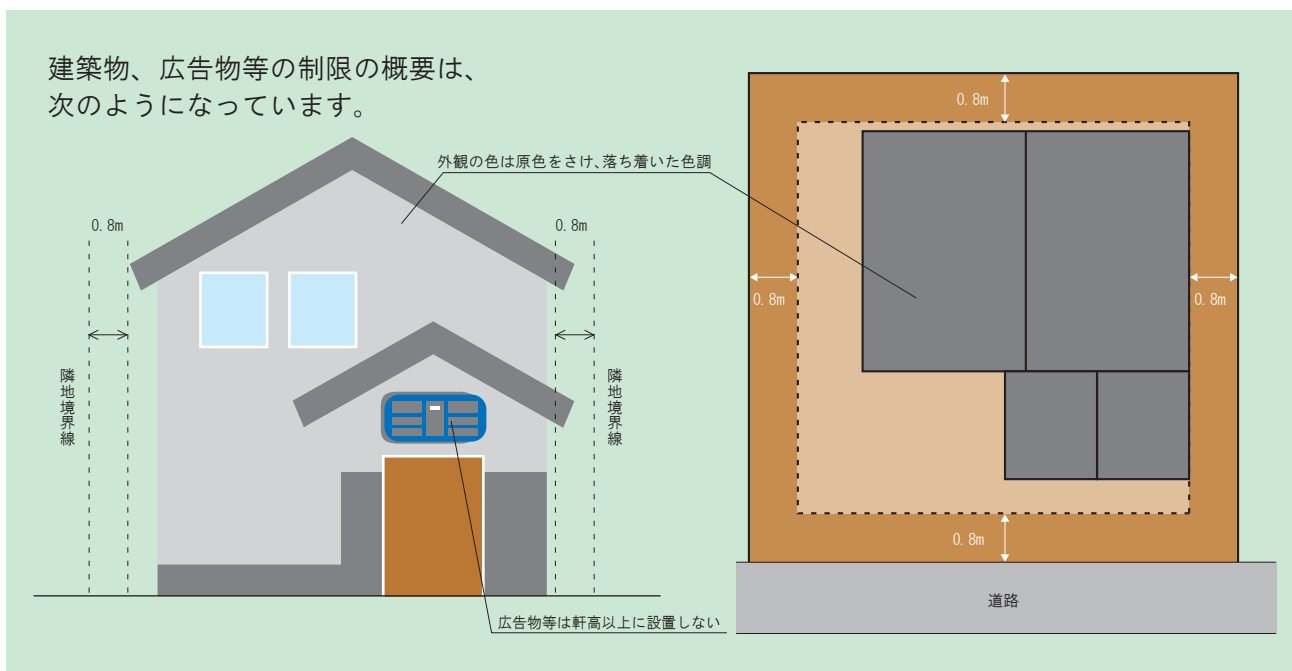 建築物、広告物等の制限の概要は、
次のようになっています。
外観の色は原色をさけ、落ち着いた色調
0.8m
0.8m
隣地境界線
隣地境界線
広告物等は軒高以上に設置しない
0.8m
0.8m
0.8m
0.8m
道路